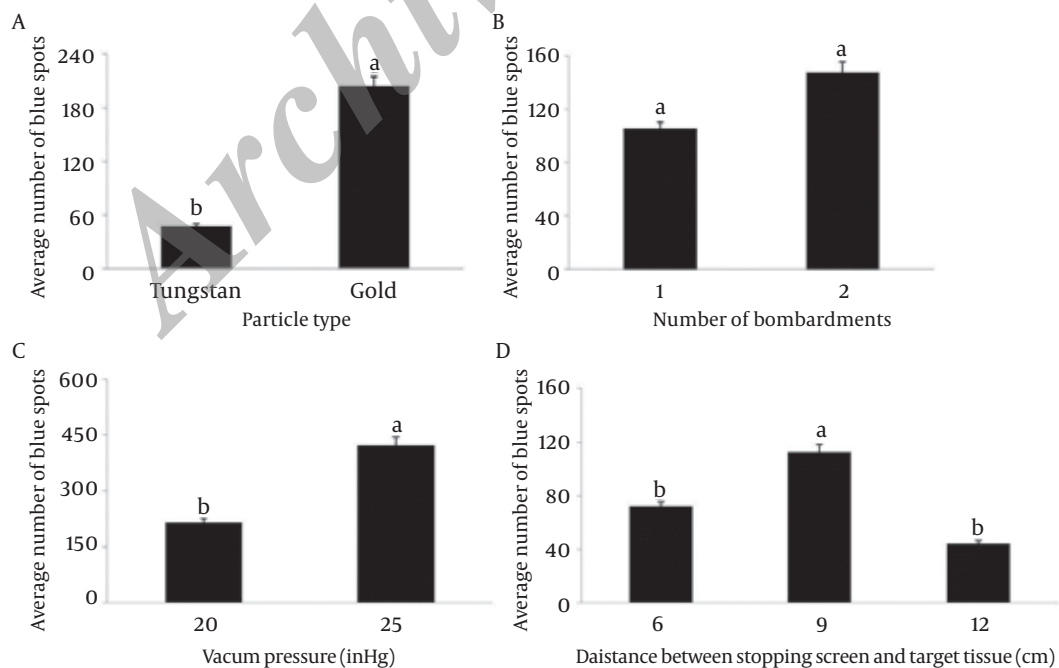 A
Average number of blue spots
240
180
120
60
0
b
a
Tungstan
Gold
Particle type
B
Average number of blue spots
160
120
80
40
0
a
a
1
2
Number of bombardments
C
Average number of blue spots
600
450
300
150
0
b
a
20
25
Vacum pressure (inHg)
D
Average number of blue spots
160
120
80
40
0
b
a
b
6
9
12
Daistance between stopping screen and target tissue (cm)